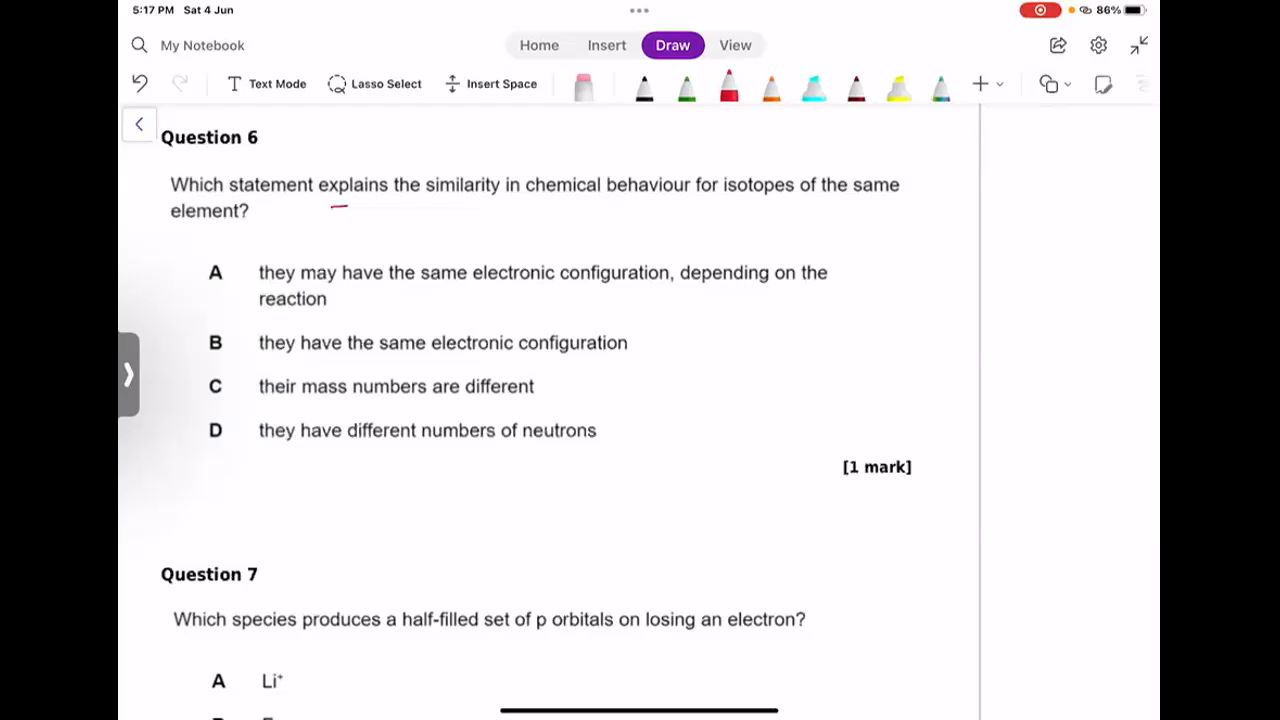 5:17 PM Sat 4 Jun
86%
My Notebook
Home Insert Draw View
Text Mode Lasso Select Insert Space
Question 6
Which statement explains the similarity in chemical behaviour for isotopes of the same
element?
A they may have the same electronic configuration, depending on the
reaction
B they have the same electronic configuration
C their mass numbers are different
D they have different numbers of neutrons
[1 mark]
Question 7
Which species produces a half-filled set of p orbitals on losing an electron?
A Li⁺